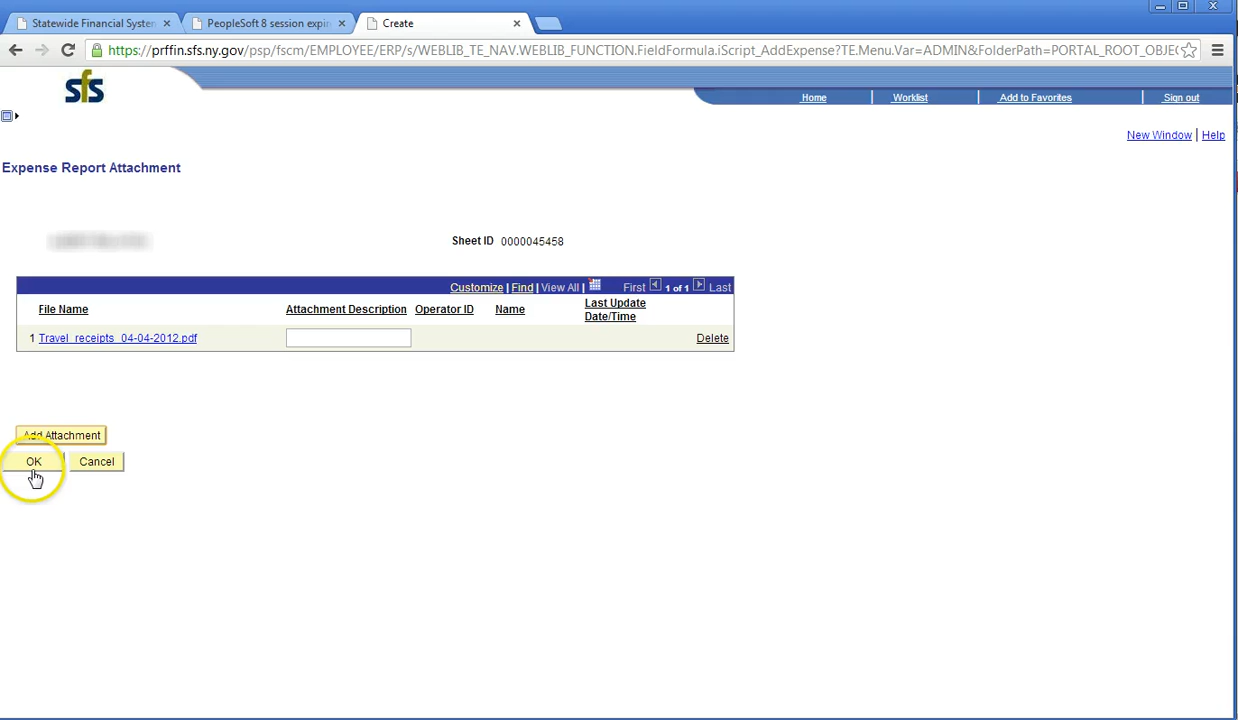 Statewide Financial System
PeopleSoft 8 session expir
Create
https://prffin.sfs.ny.gov/psp/fscm/EMPLOYEE/ERP/s/WEBLIB_TE_NAV.WEBLIB_FUNCTION.FieldFormula.iScript_AddExpense?TE.Menu.Var=ADMIN&FolderPath=PORTAL_ROOT_OBJEC
sfs
Home | Worklist | Add to Favorites | Sign out
New Window | Help
Expense Report Attachment
Sheet ID 0000045458
Customize | Find | View All | First 1 of 1 Last
File Name Attachment Description Operator ID Name Last Update Date/Time
1 Travel_receipts_04-04-2012.pdf Delete
Add Attachment
OK Cancel